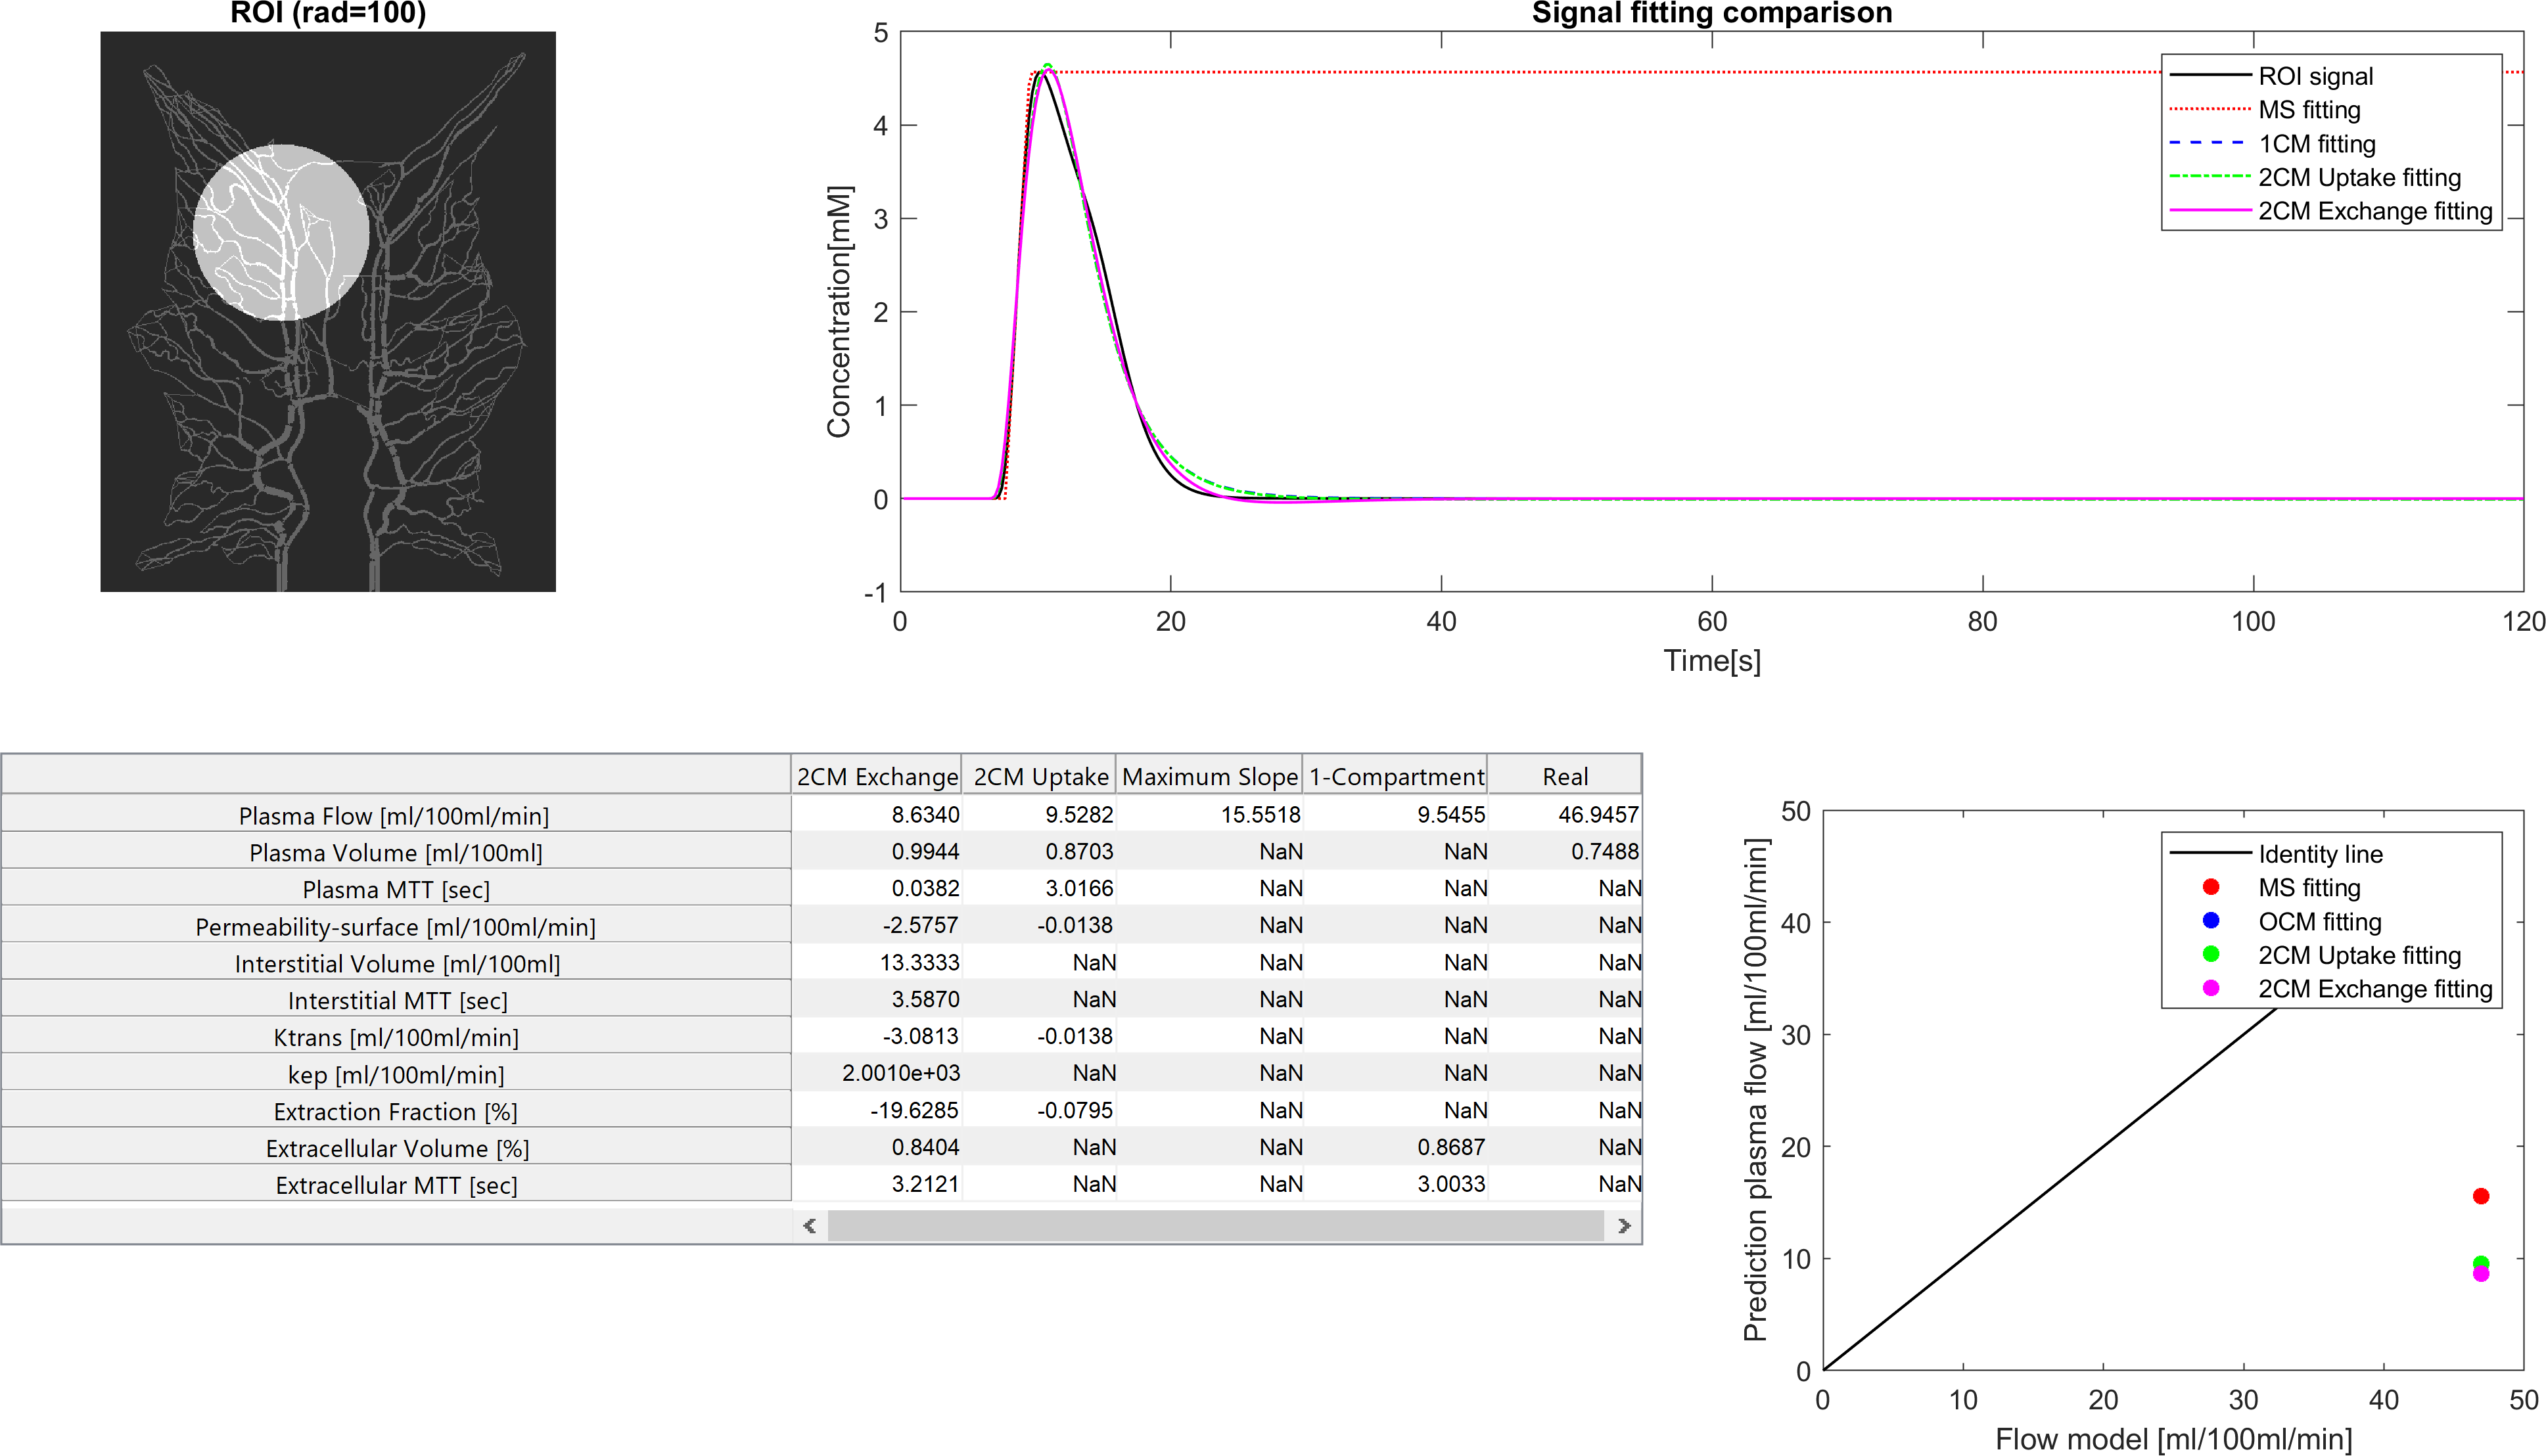 ROI (rad=100)
Signal fitting comparison
5
4
3
2
1
0
-1
Concentration[mM]
0 20 40 60 80 100 120
Time[s]
ROI signal
MS fitting
1CM fitting
2CM Uptake fitting
2CM Exchange fitting
2CM Exchange 2CM Uptake Maximum Slope 1-Compartment Real
Plasma Flow [ml/100ml/min] 8.6340 9.5282 15.5518 9.5455 46.9457
Plasma Volume [ml/100ml] 0.9944 0.8703 NaN NaN 0.7488
Plasma MTT [sec] 0.0382 3.0166 NaN NaN NaN
Permeability-surface [ml/100ml/min] -2.5757 -0.0138 NaN NaN NaN
Interstitial Volume [ml/100ml] 13.3333 NaN NaN NaN NaN
Interstitial MTT [sec] 3.5870 NaN NaN NaN NaN
Ktrans [ml/100ml/min] -3.0813 -0.0138 NaN NaN NaN
kep [ml/100ml/min] 2.0010e+03 NaN NaN NaN NaN
Extraction Fraction [%] -19.6285 -0.0795 NaN NaN NaN
Extracellular Volume [%] 0.8404 NaN NaN 0.8687 NaN
Extracellular MTT [sec] 3.2121 NaN NaN 3.0033 NaN
50
40
30
20
10
0
Prediction plasma flow [ml/100ml/min]
Identity line
MS fitting
OCM fitting
2CM Uptake fitting
2CM Exchange fitting
0 10 20 30 40 50
Flow model [ml/100ml/min]